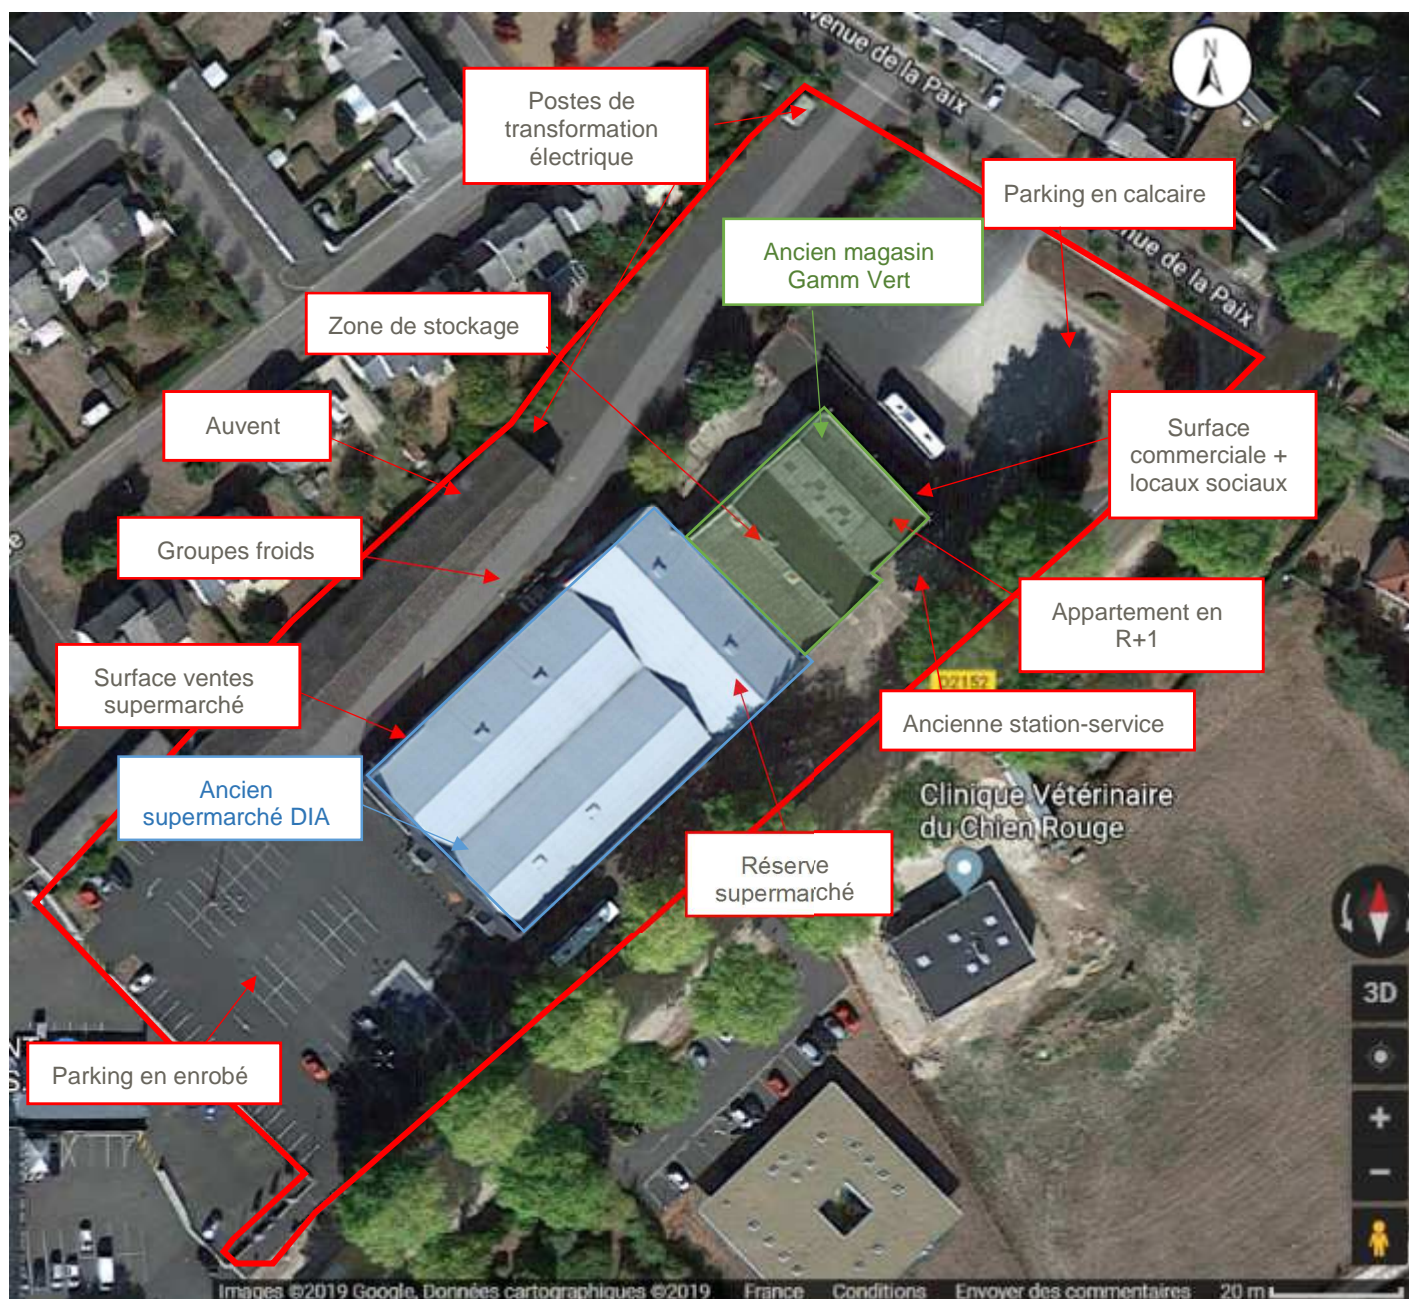 Avenue de la Paix
N
Postes de
transformation
électrique
Parking en calcaire
Avenue de la Paix
Ancien magasin
Gamm Vert
Zone de stockage
Auvent
Surface
commerciale +
locaux sociaux
Groupes froids
Appartement en
R+1
Surface ventes
supermarché
D2152
Ancienne station-service
Ancien
supermarché DIA
Clinique Vétérinaire
du Chien Rouge
Réserve
supermarché
3D
Parking en enrobé
+
−
Images ©2019 Google, Données cartographiques ©2019 France Conditions Envoyer des commentaires 20 m